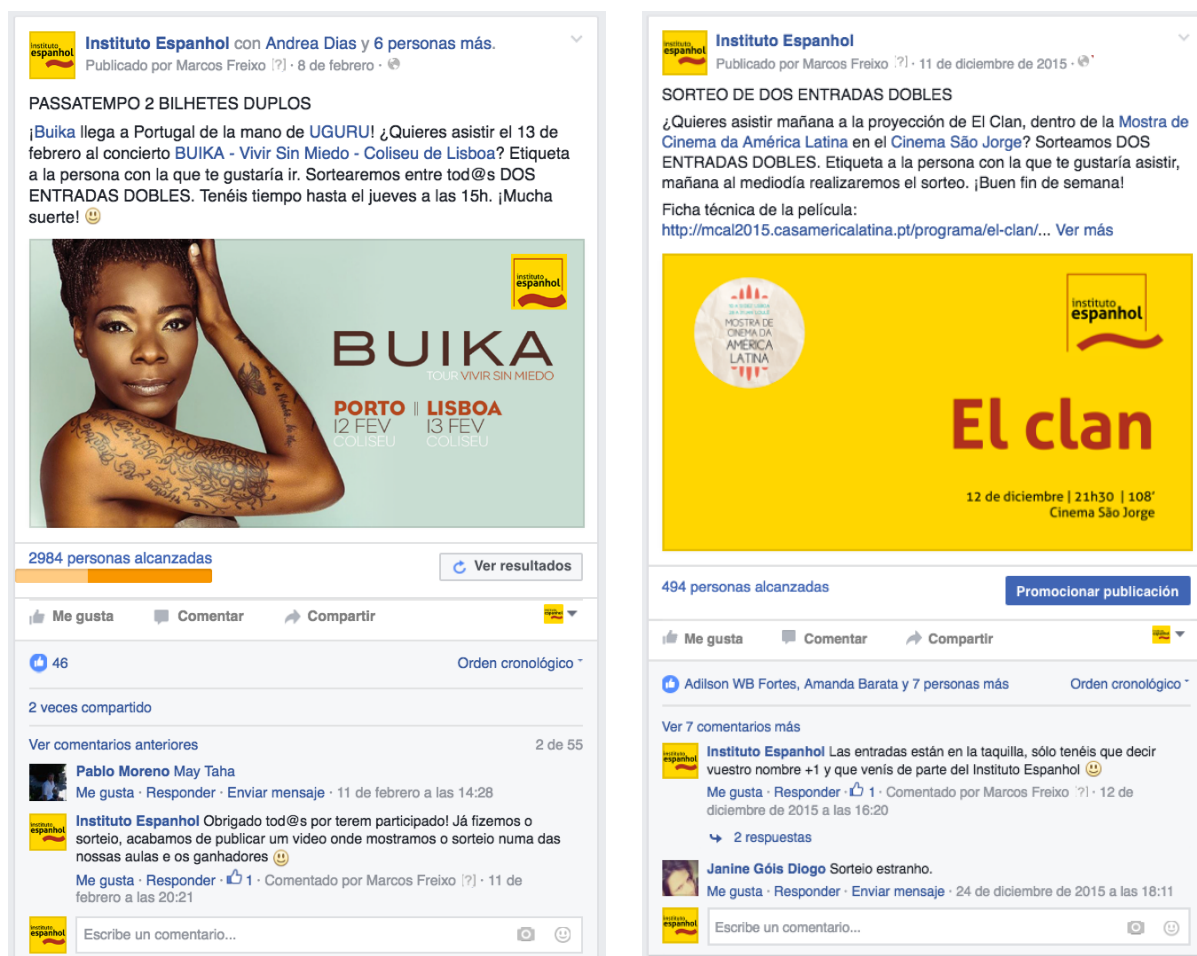 Instituto Espanhol con Andrea Dias y 6 personas más.
Publicado por Marcos Freixo [?] · 8 de febrero ·
PASSATEMPO 2 BILHETES DUPLOS
¡Buika llega a Portugal de la mano de UGURU! ¿Quieres asistir el 13 de
febrero al concierto BUIKA - Vivir Sin Miedo - Coliseu de Lisboa? Etiqueta
a la persona con la que te gustaría ir. Sortearemos entre tod@s DOS
ENTRADAS DOBLES. Tenéis tiempo hasta el jueves a las 15h. ¡Mucha
suerte!
instituto
espanhol
BUIKA
TOUR VIVIR SIN MIEDO
PORTO || LISBOA
12 FEV 13 FEV
COLISEU COLISEU
2984 personas alcanzadas
Ver resultados
Me gusta Comentar Compartir
46
Orden cronológico
2 veces compartido
Ver comentarios anteriores 2 de 55
Pablo Moreno May Taha
Me gusta · Responder · Enviar mensaje · 11 de febrero a las 14:28
Instituto Espanhol Obrigado tod@s por terem participado! Já fizemos o
sorteio, acabamos de publicar um video onde mostramos o sorteio numa das
nossas aulas e os ganhadores
Me gusta · Responder · 1 · Comentado por Marcos Freixo [?] · 11 de
febrero a las 20:21
Escribe un comentario...
Instituto Espanhol
Publicado por Marcos Freixo [?] · 11 de diciembre de 2015 ·
SORTEO DE DOS ENTRADAS DOBLES
¿Quieres asistir mañana a la proyección de El Clan, dentro de la Mostra de
Cinema da América Latina en el Cinema São Jorge? Sorteamos DOS
ENTRADAS DOBLES. Etiqueta a la persona con la que te gustaría asistir,
mañana al mediodía realizaremos el sorteo. ¡Buen fin de semana!
Ficha técnica de la película:
http://mcal2015.casamericalatina.pt/programa/el-clan/... Ver más
MOSTRA DE
CINEMA DA
AMÉRICA
LATINA
instituto
espanhol
El clan
12 de diciembre | 21h30 | 108'
Cinema São Jorge
494 personas alcanzadas
Promocionar publicación
Me gusta Comentar Compartir
Adilson WB Fortes, Amanda Barata y 7 personas más
Orden cronológico
Ver 7 comentarios más
Instituto Espanhol Las entradas están en la taquilla, sólo tenéis que decir
vuestro nombre +1 y que venís de parte del Instituto Espanhol
Me gusta · Responder · 1 · Comentado por Marcos Freixo [?] · 12 de
diciembre de 2015 a las 16:20
2 respuestas
Janine Góis Diogo Sorteio estranho.
Me gusta · Responder · Enviar mensaje · 24 de diciembre de 2015 a las 18:11
Escribe un comentario...